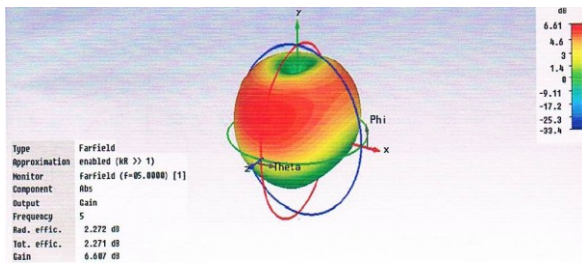 dB
6.61
4.6
3
1.4
0
-9.11
-17.2
-25.3
-33.4
y
Phi
x
z
Theta
Type Farfield
Approximation enabled (kR >> 1)
Monitor Farfield (f=05.0000) [1]
Component Abs
Output Gain
Frequency 5
Rad. effic. 2.272 dB
Tot. effic. 2.271 dB
Gain 6.607 dB